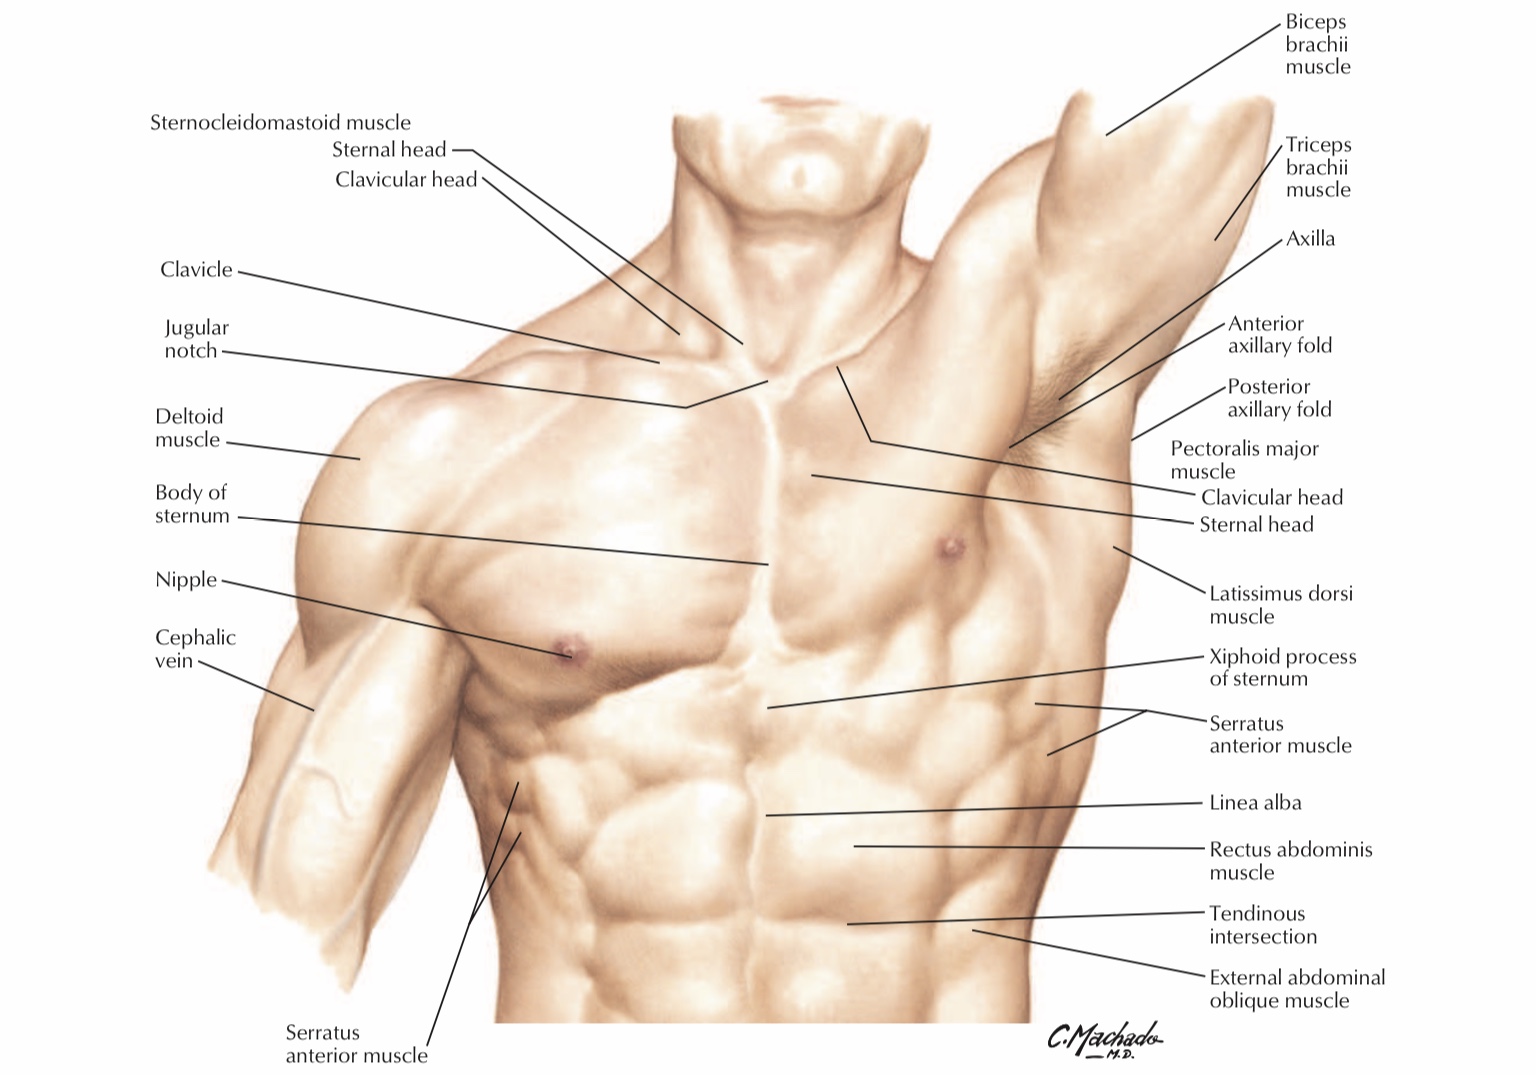 Sternocleidomastoid muscle
Sternal head
Clavicular head
Clavicle
Jugular
notch
Deltoid
muscle
Body of
sternum
Nipple
Cephalic
vein
Serratus
anterior muscle
Biceps
brachii
muscle
Triceps
brachii
muscle
Axilla
Anterior
axillary fold
Posterior
axillary fold
Pectoralis major
muscle
Clavicular head
Sternal head
Latissimus dorsi
muscle
Xiphoid process
of sternum
Serratus
anterior muscle
Linea alba
Rectus abdominis
muscle
Tendinous
intersection
External abdominal
oblique muscle
C.Machado
M.D.